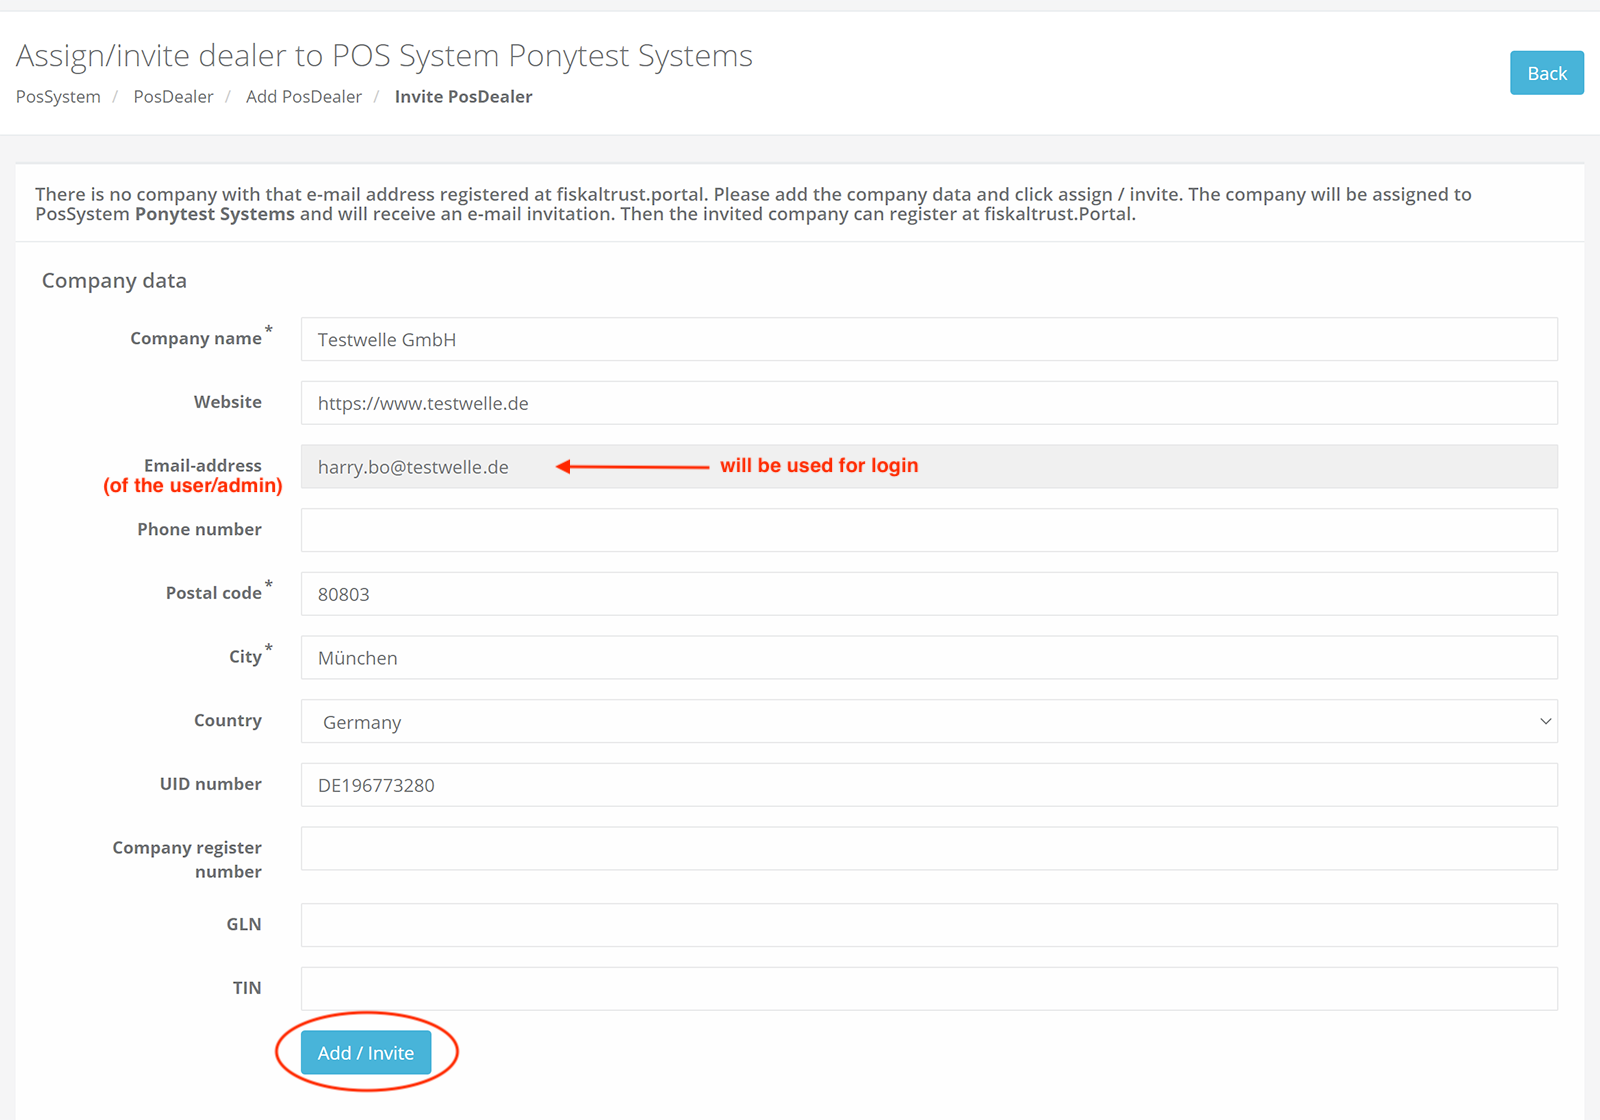 Assign/invite dealer to POS System Ponytest Systems
Back
PosSystem / PosDealer / Add PosDealer / Invite PosDealer
There is no company with that e-mail address registered at fiskaltrust.portal. Please add the company data and click assign / invite. The company will be assigned to
PosSystem Ponytest Systems and will receive an e-mail invitation. Then the invited company can register at fiskaltrust.Portal.
Company data
Company name * Testwelle GmbH
Website https://www.testwelle.de
Email-address harry.bo@testwelle.de will be used for login
(of the user/admin)
Phone number
Postal code * 80803
City * München
Country Germany
UID number DE196773280
Company register
number
GLN
TIN
Add / Invite